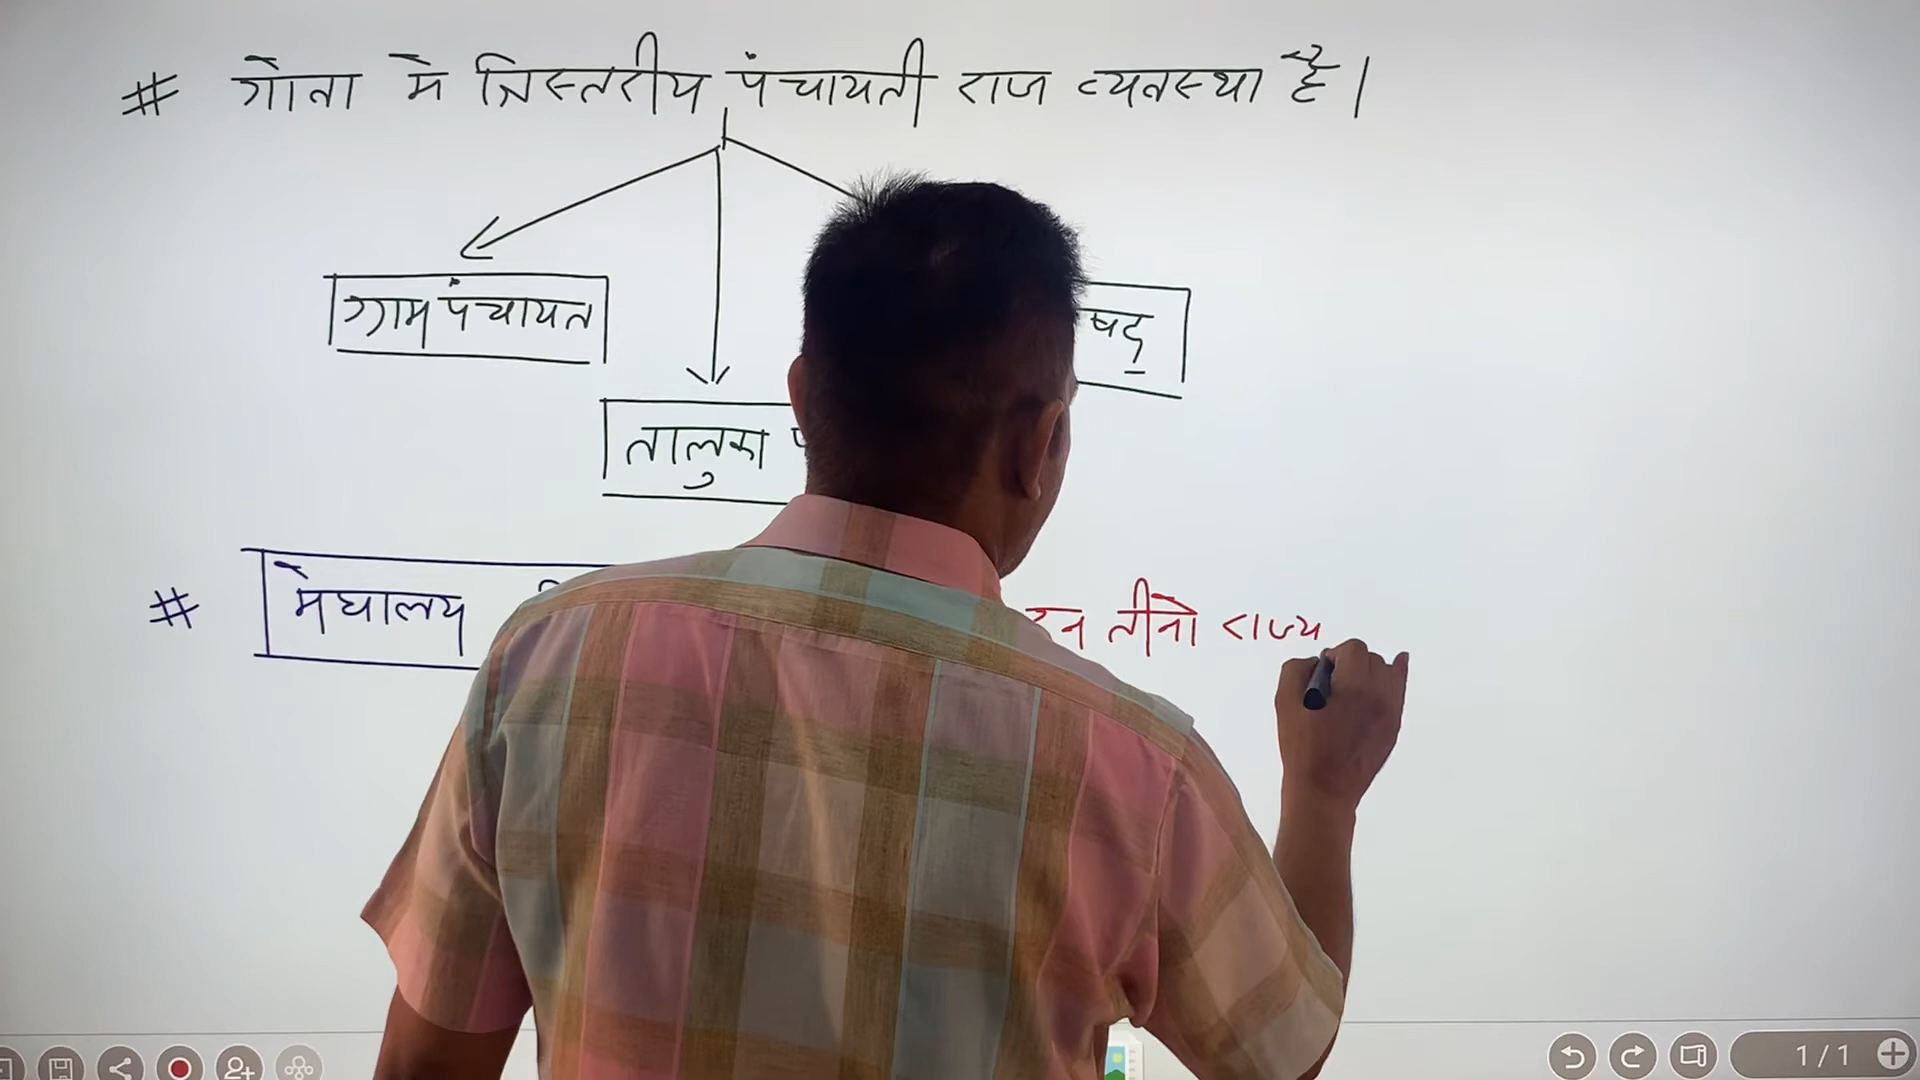 # गोवा मे त्रिस्तरीय पंचायती राज व्यवस्था है।
ग्राम पंचायत
षद्
तालुका
# मेघालय
इन तीनो राज्य
1/1